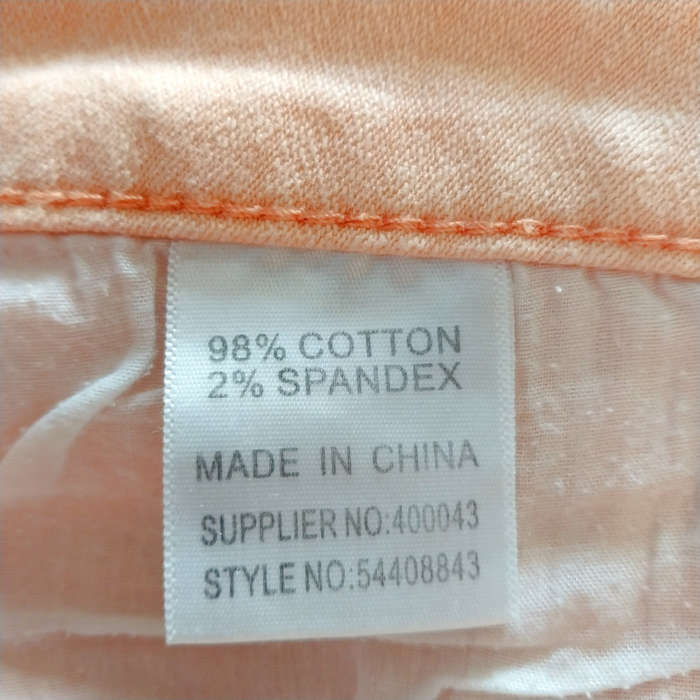 98% COTTON
2% SPANDEX
MADE IN CHINA
SUPPLIER NO:400043
STYLE NO:54408843